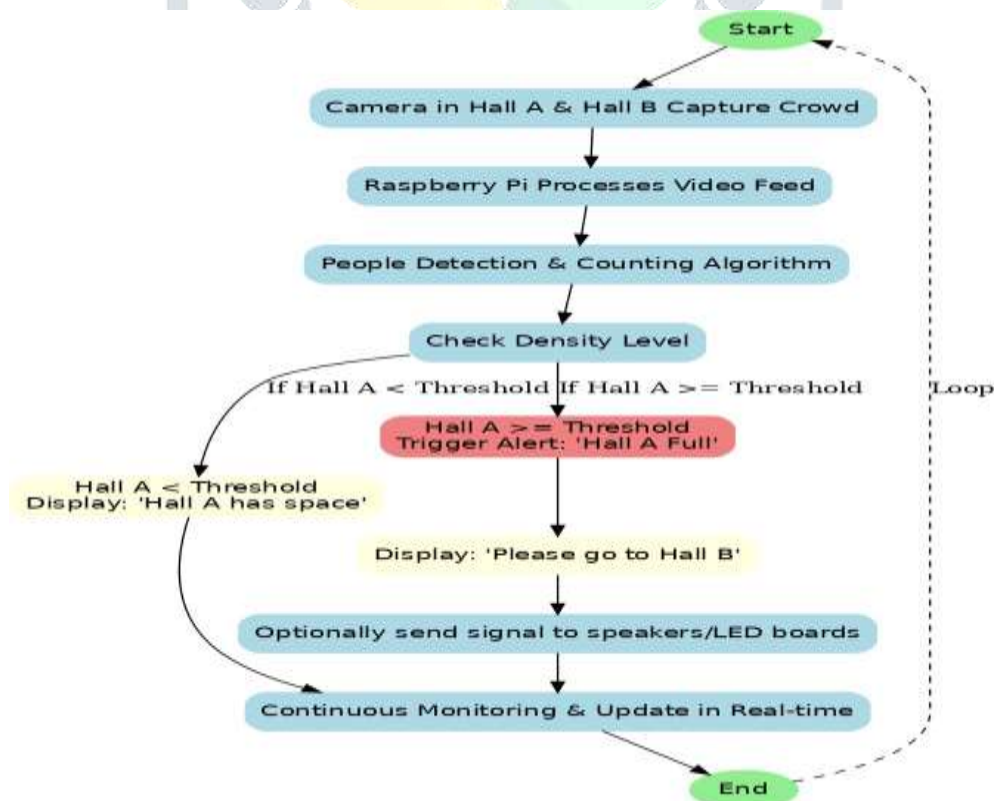 Start
Camera in Hall A & Hall B Capture Crowd
Raspberry Pi Processes Video Feed
People Detection & Counting Algorithm
Check Density Level
If Hall A < Threshold
If Hall A >= Threshold
Loop
Hall A >= Threshold
Trigger Alert: 'Hall A Full'
Hall A < Threshold
Display: 'Hall A has space'
Display: 'Please go to Hall B'
Optionally send signal to speakers/LED boards
Continuous Monitoring & Update in Real-time
End